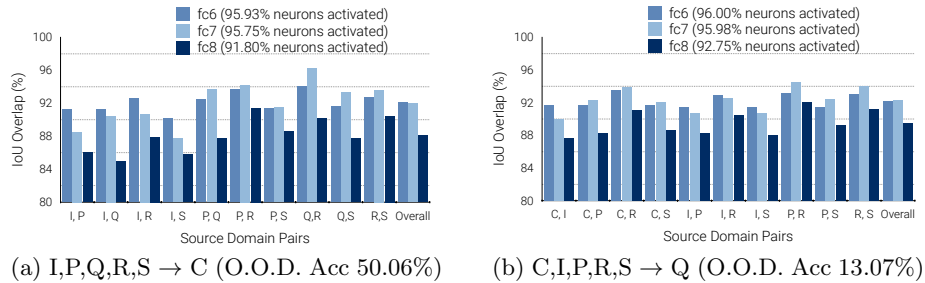 fc6 (95.93% neurons activated)
fc7 (95.75% neurons activated)
fc8 (91.80% neurons activated)
100
96
92
88
84
80
IoU Overlap (%)
I, P I, Q I, R I, S P, Q P, R P, S Q,R Q,S R,S Overall
Source Domain Pairs
(a) I,P,Q,R,S → C (O.O.D. Acc 50.06%)
fc6 (96.00% neurons activated)
fc7 (95.98% neurons activated)
fc8 (92.75% neurons activated)
100
96
92
88
84
80
IoU Overlap (%)
C, I C, P C, R C, S I, P I, R I, S P, R P, S R, S Overall
Source Domain Pairs
(b) C,I,P,R,S → Q (O.O.D. Acc 13.07%)